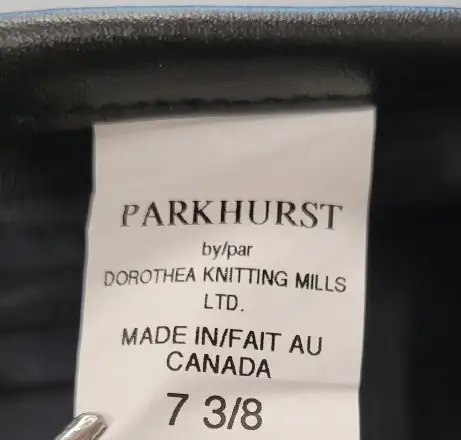 PARKHURST
by/par
DOROTHEA KNITTING MILLS
LTD.
MADE IN/FAIT AU
CANADA
7 3/8